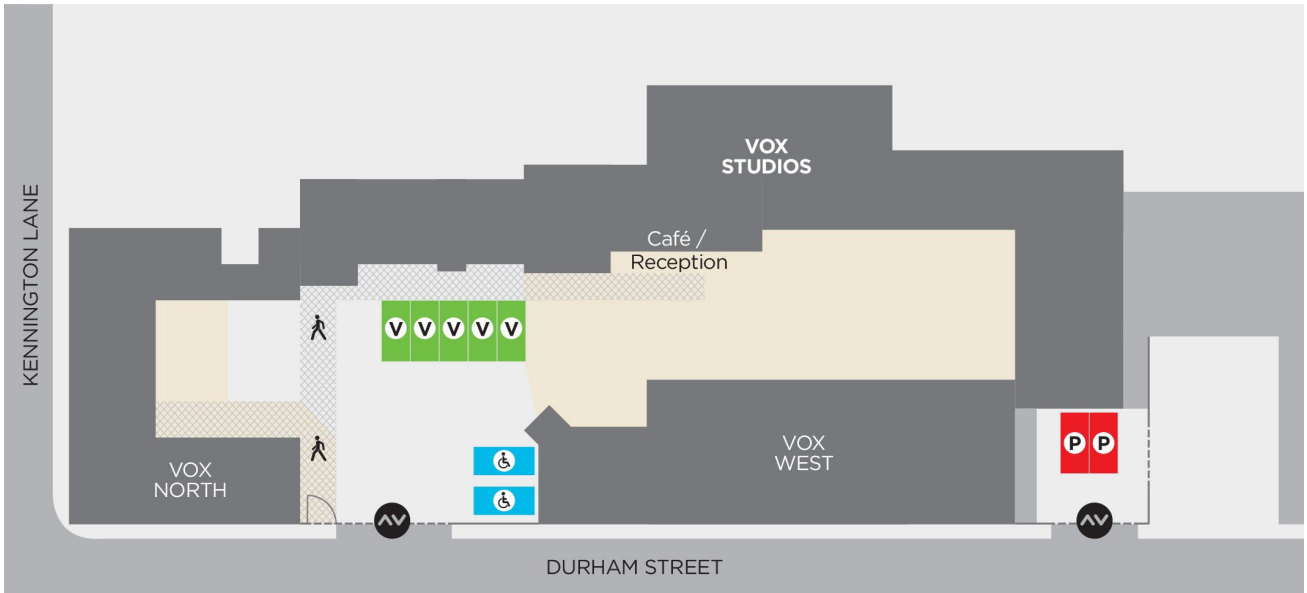 KENNINGTON LANE
VOX
STUDIOS
Café /
Reception
V V V V V
VOX
NORTH
VOX
WEST
P P
DURHAM STREET